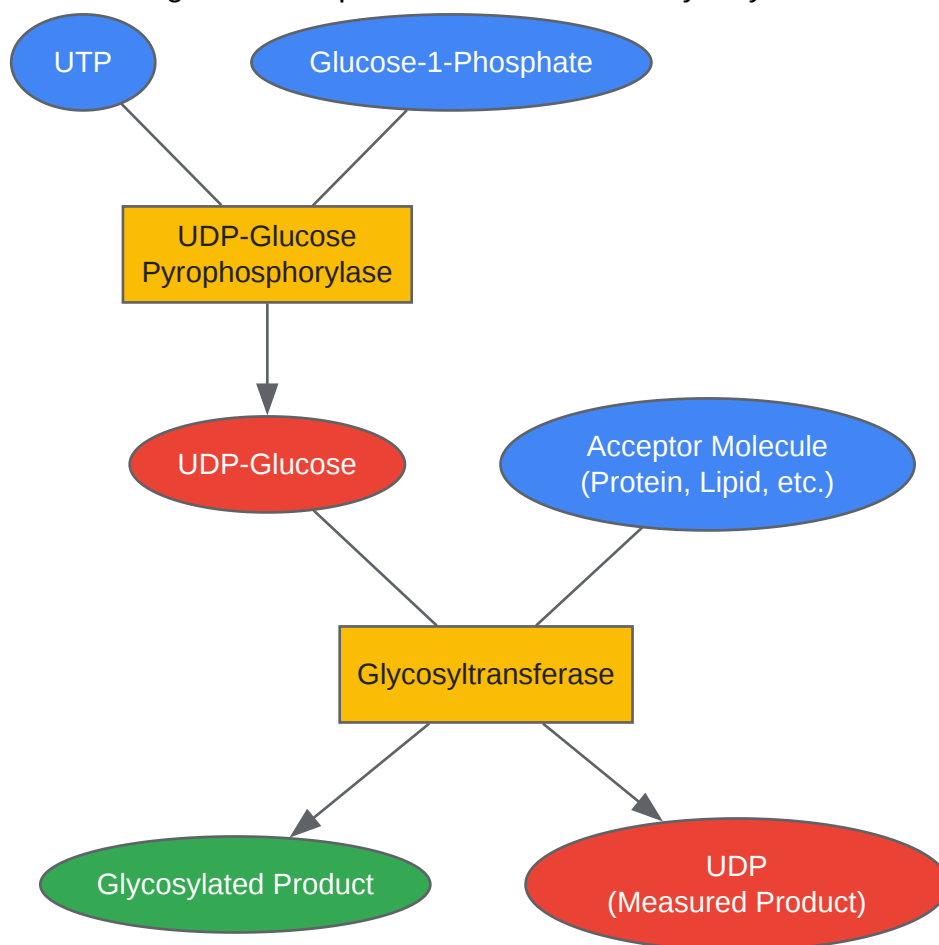 UTP
Glucose-1-Phosphate
UDP-Glucose
Pyrophosphorylase
UDP-Glucose
Acceptor Molecule
(Protein, Lipid, etc.)
Glycosyltransferase
Glycosylated Product
UDP
(Measured Product)